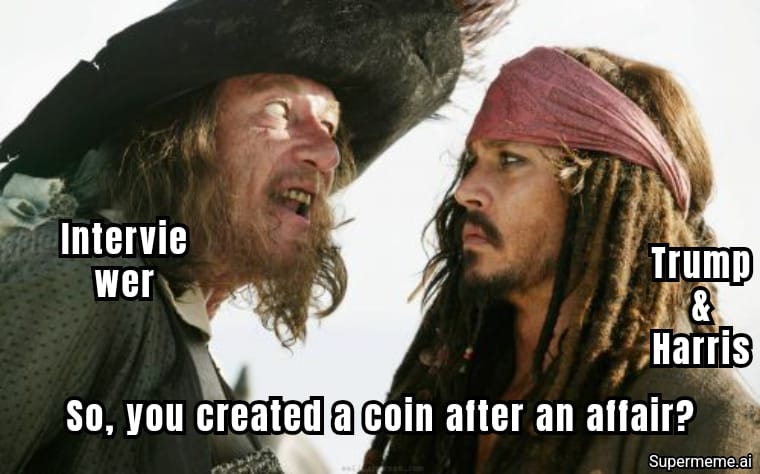 Intervie
wer
Trump
&
Harris
So, you created a coin after an affair?
Supermeme.ai